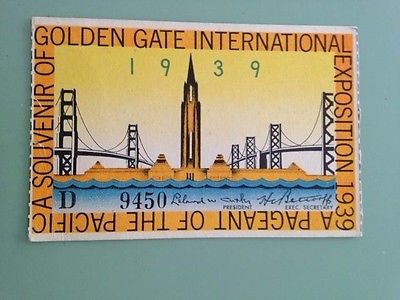 A SOUVENIR OF
GOLDEN GATE INTERNATIONAL
EXPOSITION 1939
A PAGEANT OF THE PACIFIC
1939
D
9450
PRESIDENT
EXEC. SECRETARY